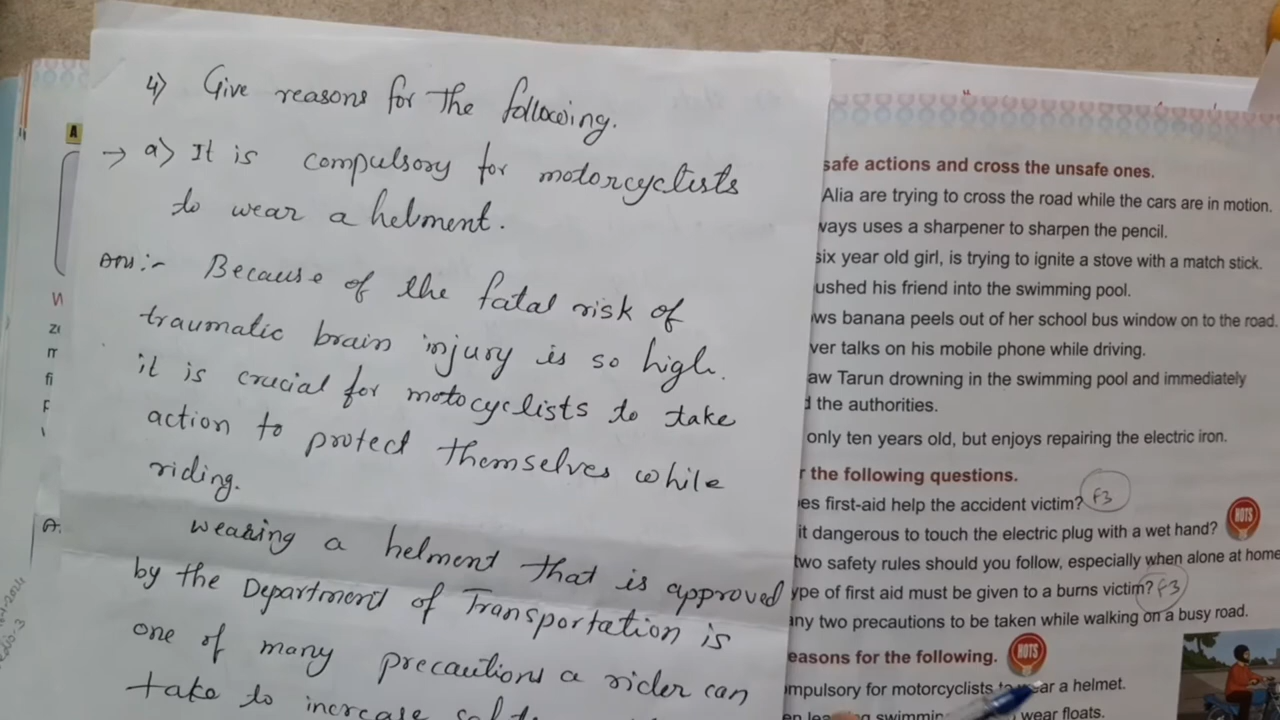 4) Give reasons for the following.
→ a) It is compulsory for motorcyclists
to wear a helment.
Ans:- Because of the fatal risk of
traumatic brain injury is so high.
it is crucial for motocyclists to take
action to protect themselves while
riding.
wearing a helment that is approved
by the Department of Transportation is
one of many precautions a rider can
take to increase
A
safe actions and cross the unsafe ones.
Alia are trying to cross the road while the cars are in motion.
ways uses a sharpener to sharpen the pencil.
six year old girl, is trying to ignite a stove with a match stick.
ushed his friend into the swimming pool.
ws banana peels out of her school bus window on to the road.
ver talks on his mobile phone while driving.
aw Tarun drowning in the swimming pool and immediately
d the authorities.
only ten years old, but enjoys repairing the electric iron.
r the following questions.
es first-aid help the accident victim? F3
it dangerous to touch the electric plug with a wet hand? HOTS
two safety rules should you follow, especially when alone at home
ype of first aid must be given to a burns victim? F3
any two precautions to be taken while walking on a busy road.
easons for the following. HOTS
ompulsory for motorcyclists to wear a helmet.
swimmin wear floats.